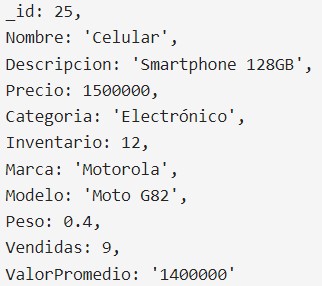 _id: 25,
Nombre: 'Celular',
Descripcion: 'Smartphone 128GB',
Precio: 1500000,
Categoria: 'Electrónico',
Inventario: 12,
Marca: 'Motorola',
Modelo: 'Moto G82',
Peso: 0.4,
Vendidas: 9,
ValorPromedio: '1400000'